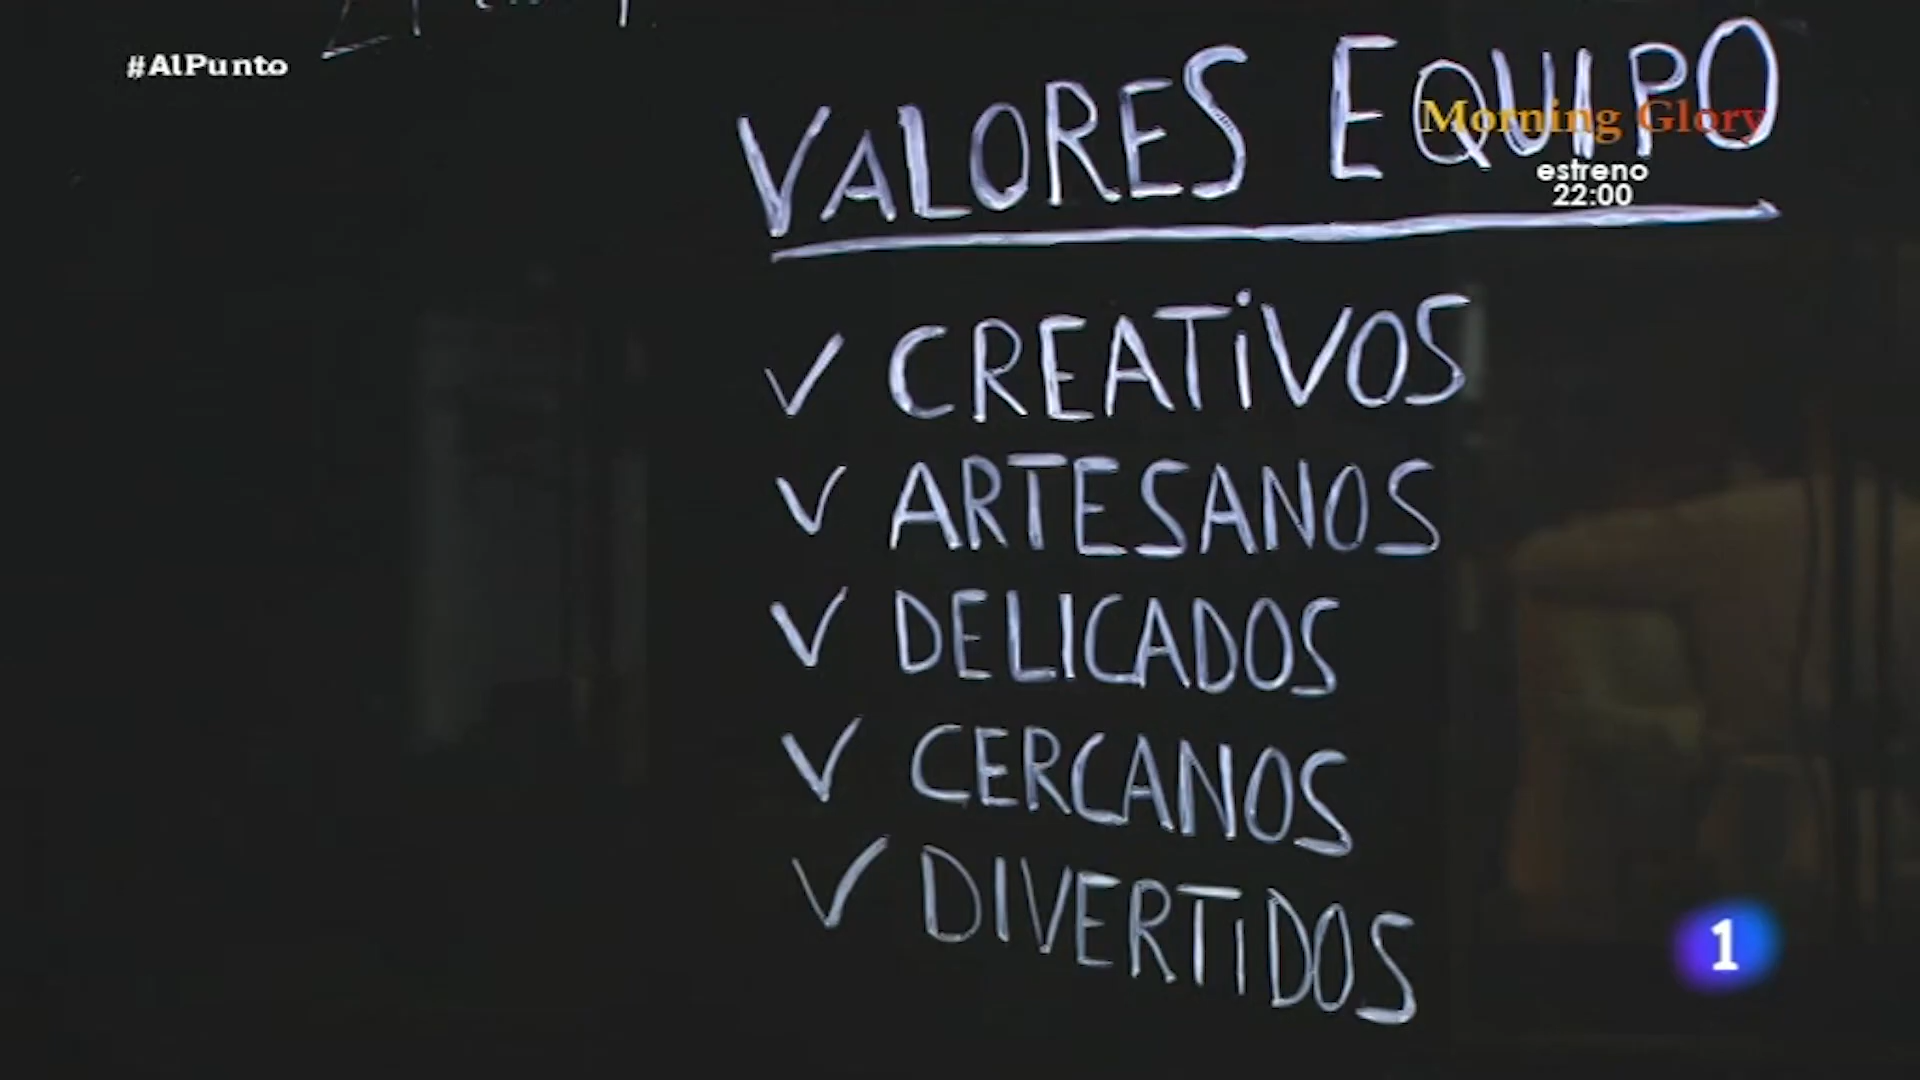 #AlPunto
VALORES EQUIPO
Morning Glory
estreno
22:00
✓ CREATiVOS
✓ ARTESANOS
✓ DELICADOS
✓ CERCANOS
✓ DIVERTiDOS
1